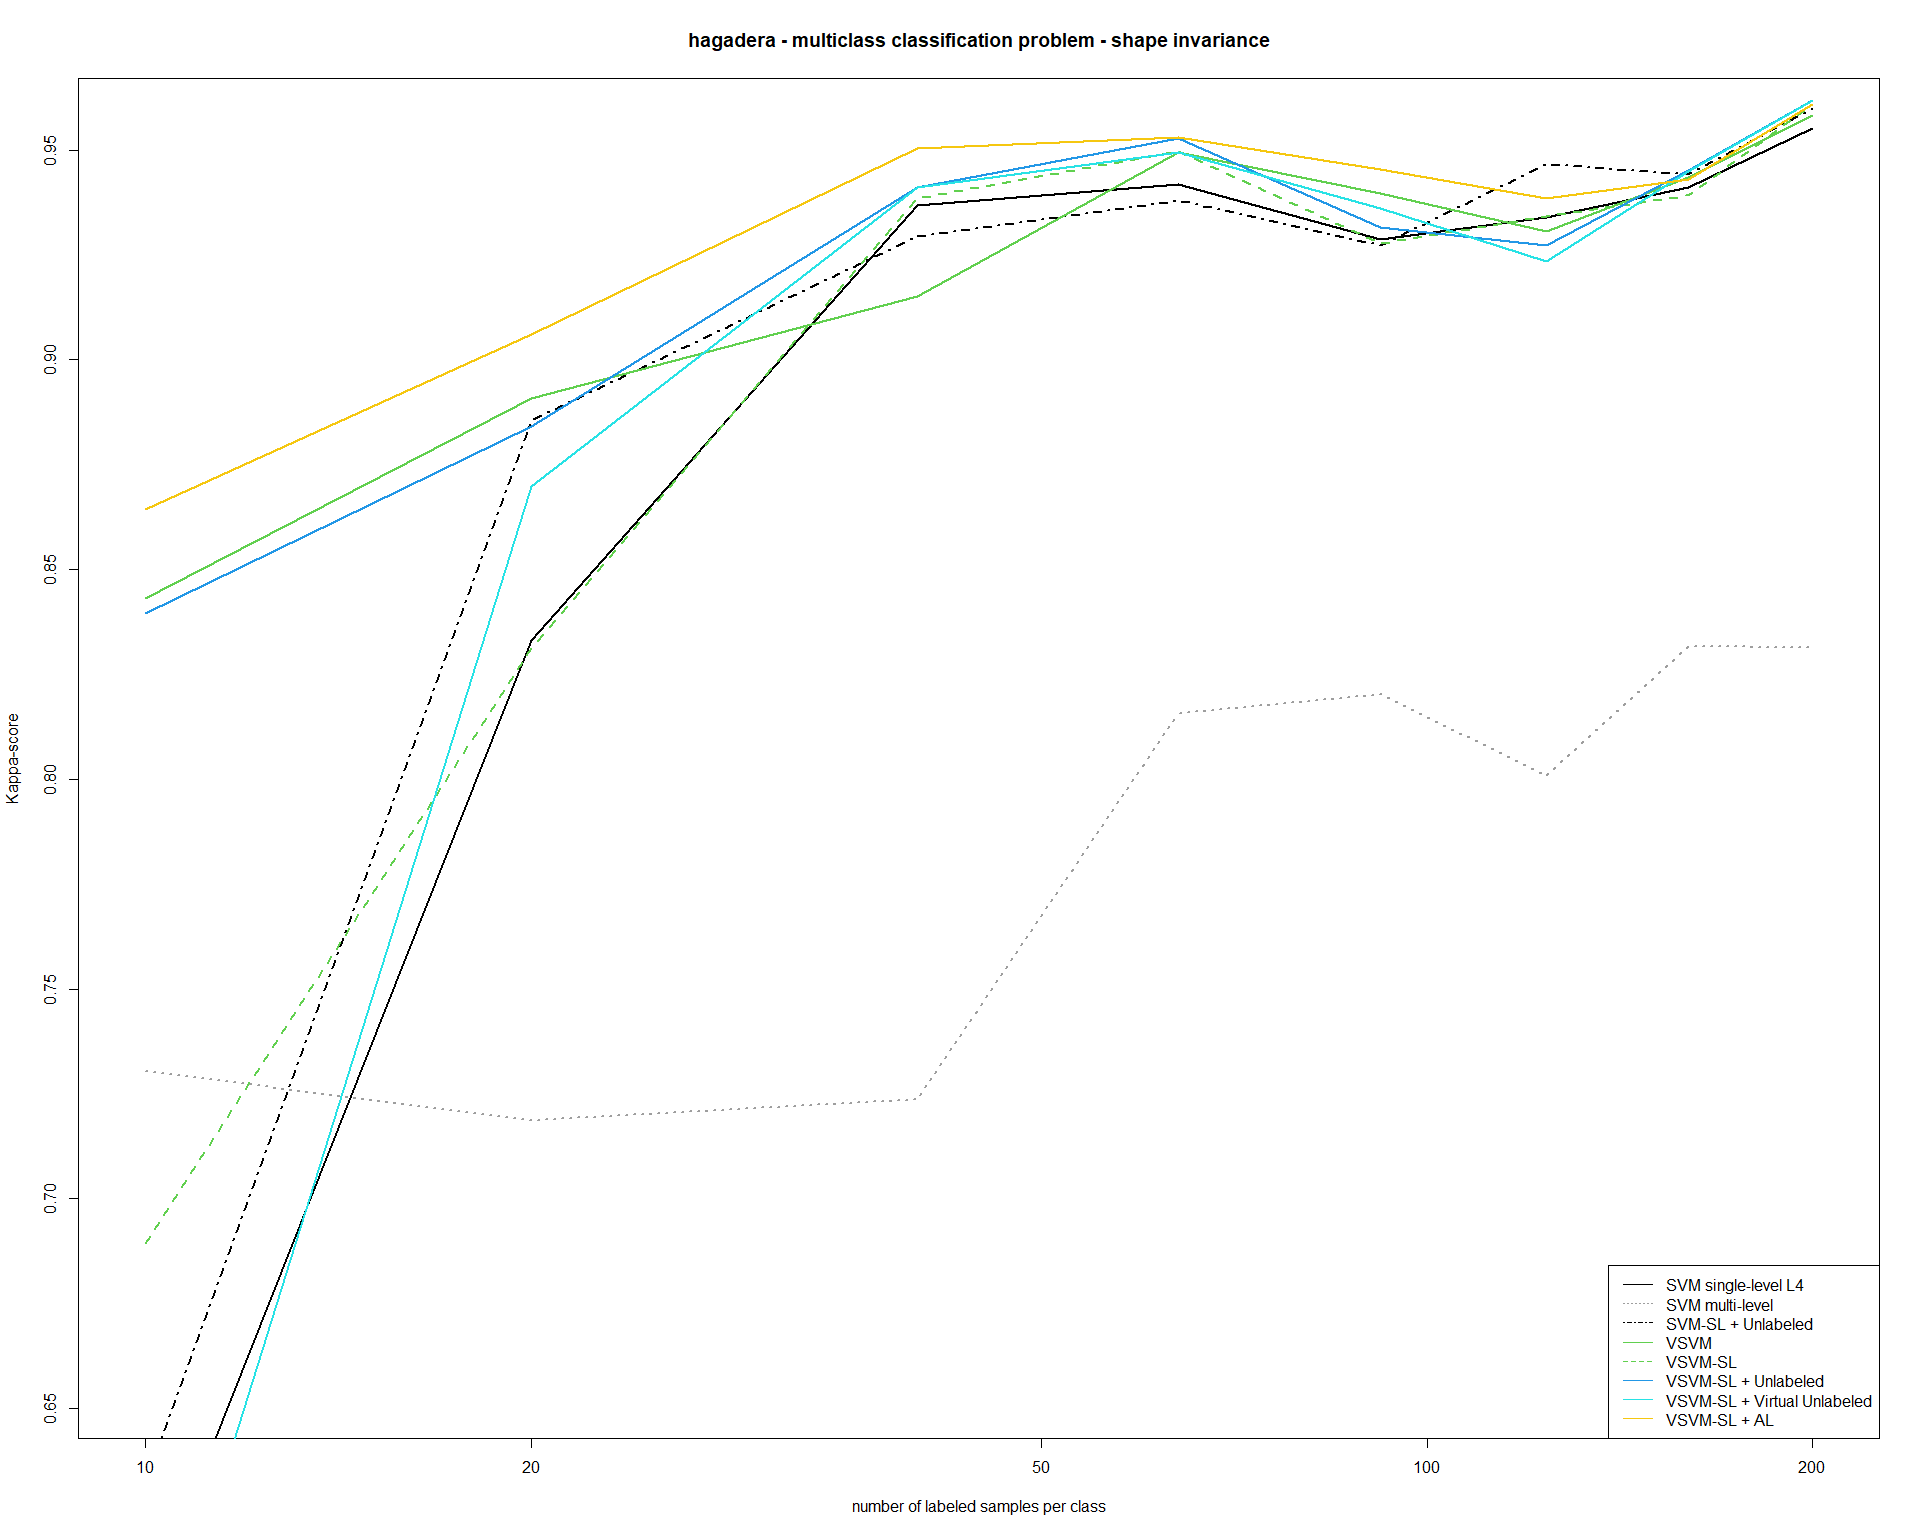 hagadera - multiclass classification problem - shape invariance
0.95
0.90
0.85
0.80
0.75
0.70
0.65
Kappa-score
10 20 50 100 200
number of labeled samples per class
SVM single-level L4
SVM multi-level
SVM-SL + Unlabeled
VSVM
VSVM-SL
VSVM-SL + Unlabeled
VSVM-SL + Virtual Unlabeled
VSVM-SL + AL